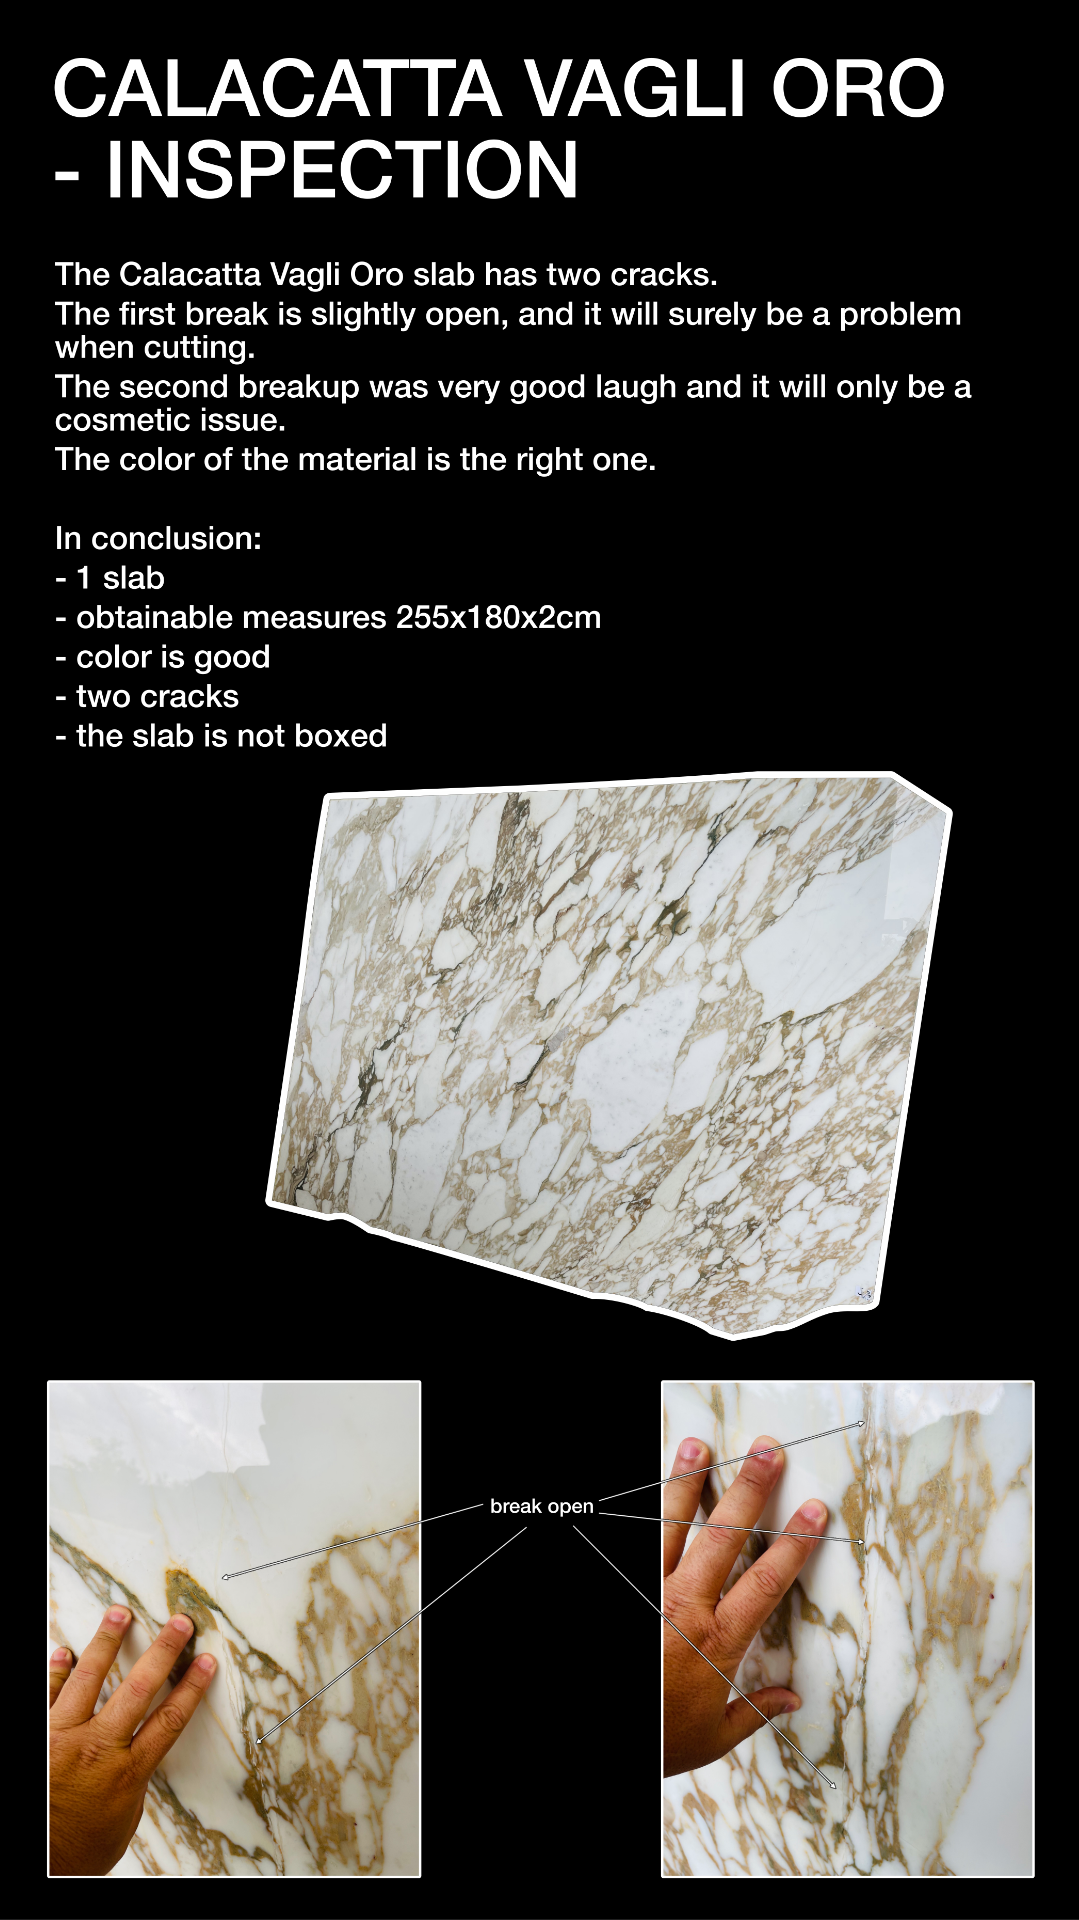 CALACATTA VAGLI ORO
- INSPECTION
The Calacatta Vagli Oro slab has two cracks.
The first break is slightly open, and it will surely be a problem
when cutting.
The second breakup was very good laugh and it will only be a
cosmetic issue.
The color of the material is the right one.
In conclusion:
- 1 slab
- obtainable measures 255x180x2cm
- color is good
- two cracks
- the slab is not boxed
break open